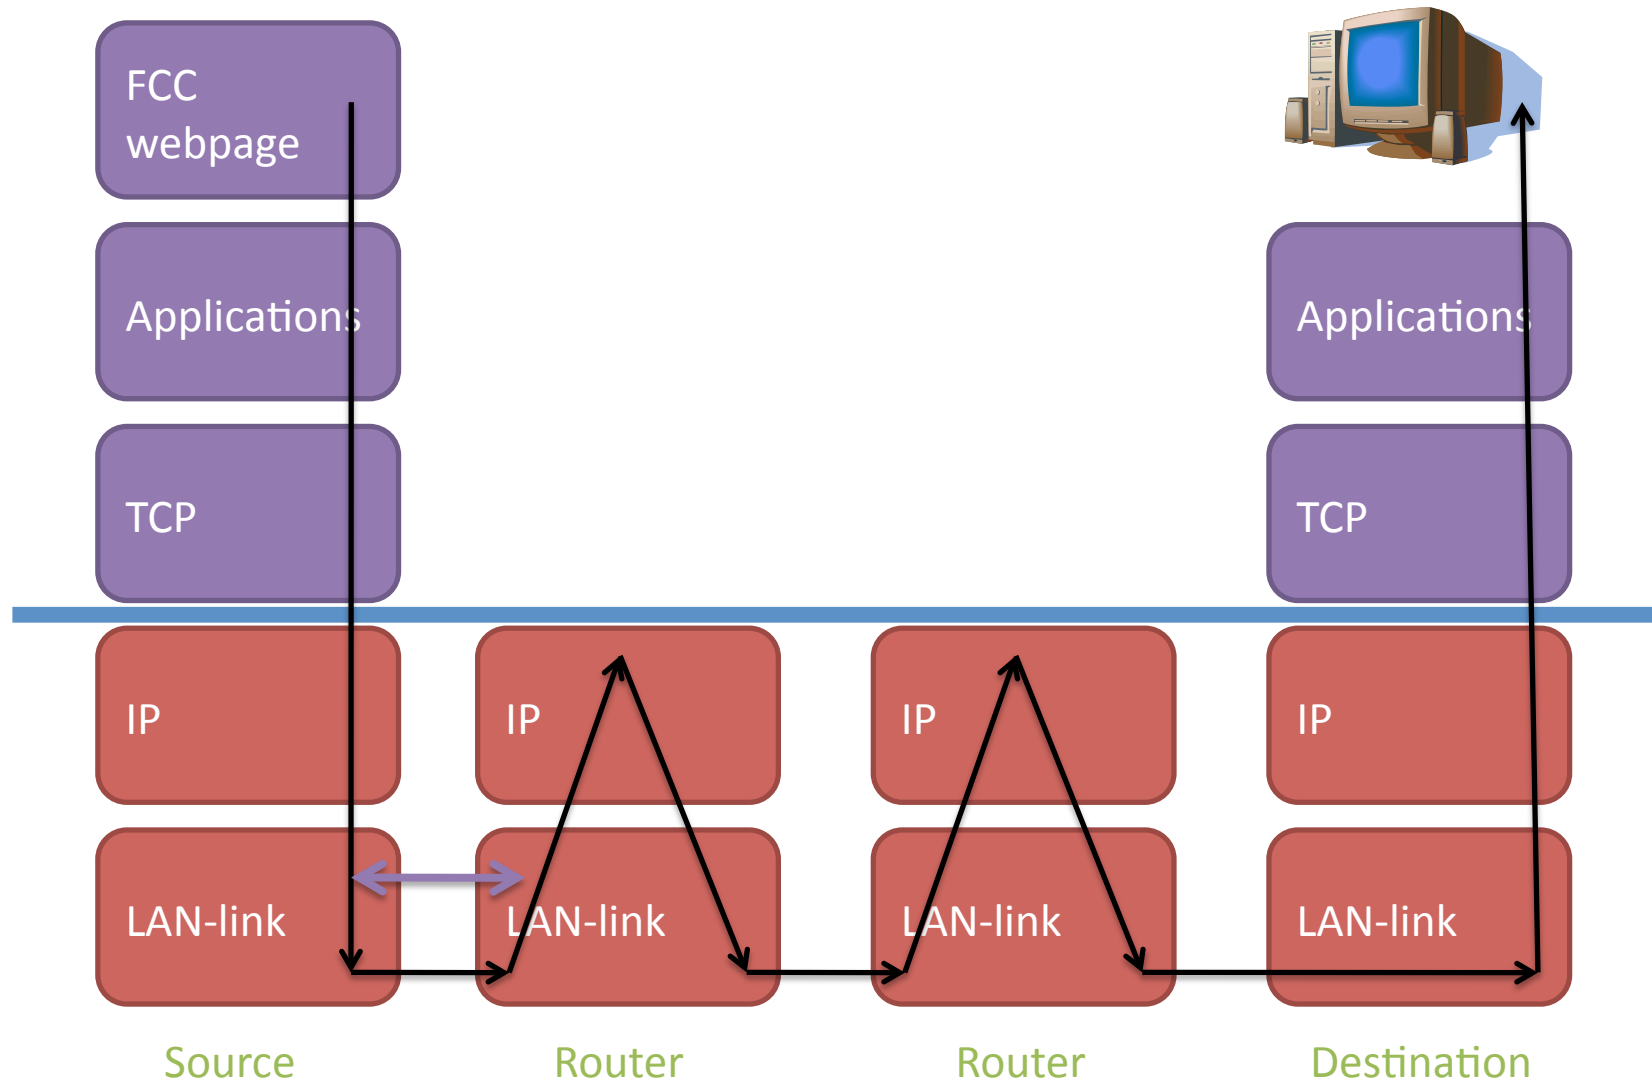 FCC
webpage
Applications
Applications
TCP
TCP
IP
IP
IP
IP
LAN-link
LAN-link
LAN-link
LAN-link
Source
Router
Router
Destination